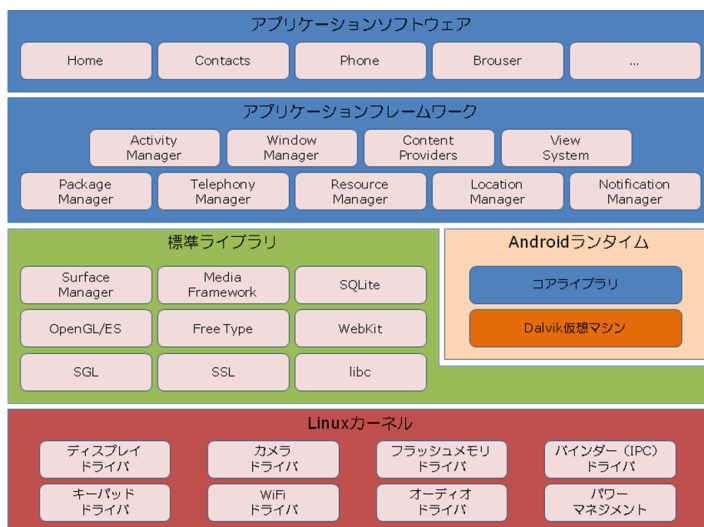 アプリケーションソフトウェア
Home
Contacts
Phone
Brouser
...
アプリケーションフレームワーク
Activity
Manager
Window
Manager
Content
Providers
View
System
Package
Manager
Telephony
Manager
Resource
Manager
Location
Manager
Notification
Manager
標準ライブラリ
Surface
Manager
Media
Framework
SQLite
OpenGL/ES
Free Type
WebKit
SGL
SSL
libc
Androidランタイム
コアライブラリ
Dalvik仮想マシン
Linuxカーネル
ディスプレイ
ドライバ
カメラ
ドライバ
フラッシュメモリ
ドライバ
バインダー（IPC）
ドライバ
キーパッド
ドライバ
WiFi
ドライバ
オーディオ
ドライバ
パワー
マネジメント